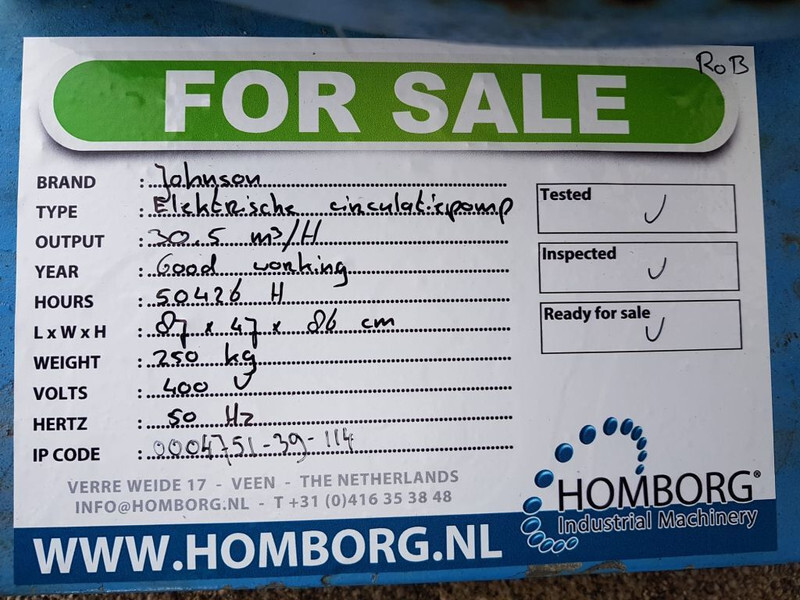 RoB
FOR SALE
BRAND : Johnson
TYPE : Elektrische circulatiepomp
OUTPUT : 30.5 m³/H
YEAR : Good working
HOURS : 50426 H
L x W x H : 87 x 47 x 86 cm
WEIGHT : 250 kg
VOLTS : 400 V
HERTZ : 50 Hz
IP CODE : 0004751-39-114
Tested
Inspected
Ready for sale
VERRE WEIDE 17 - VEEN - THE NETHERLANDS
INFO@HOMBORG.NL - T +31 (0)416 35 38 48
WWW.HOMBORG.NL
HOMBORG®
Industrial Machinery